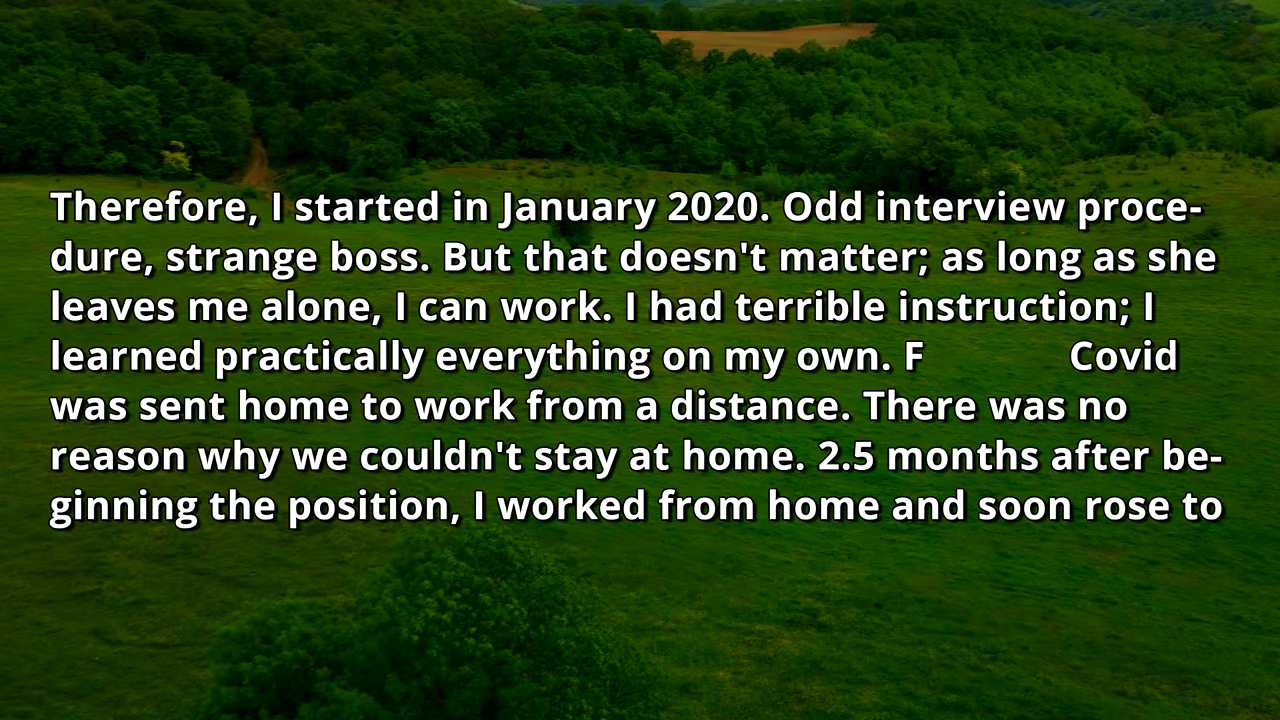 Therefore, I started in January 2020. Odd interview proce-
dure, strange boss. But that doesn't matter; as long as she
leaves me alone, I can work. I had terrible instruction; I
learned practically everything on my own. F Covid
was sent home to work from a distance. There was no
reason why we couldn't stay at home. 2.5 months after be-
ginning the position, I worked from home and soon rose to